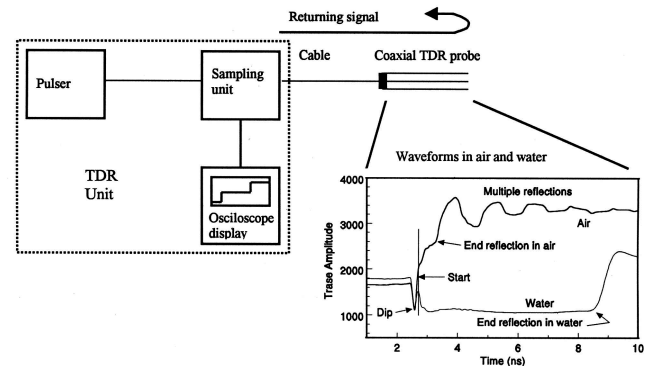 Returning signal
Cable
Coaxial TDR probe
Pulser
Sampling
unit
TDR
Unit
Osciloscope
display
Waveforms in air and water
4000
3000
2000
1000
Trase Amplitude
Multiple reflections
Air
End reflection in air
Start
Water
Dip
End reflection in water
2
4
6
8
10
Time (ns)